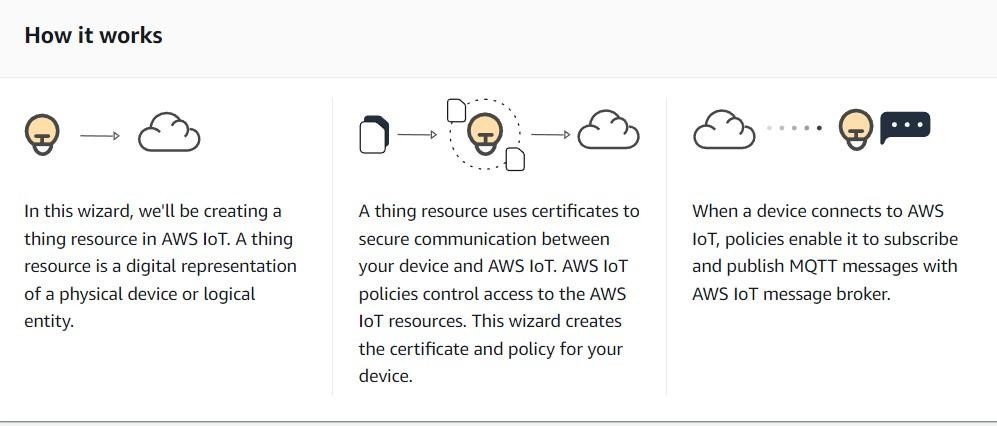 How it works
In this wizard, we'll be creating a
thing resource in AWS IoT. A thing
resource is a digital representation
of a physical device or logical
entity.
A thing resource uses certificates to
secure communication between
your device and AWS IoT. AWS IoT
policies control access to the AWS
IoT resources. This wizard creates
the certificate and policy for your
device.
When a device connects to AWS
IoT, policies enable it to subscribe
and publish MQTT messages with
AWS IoT message broker.